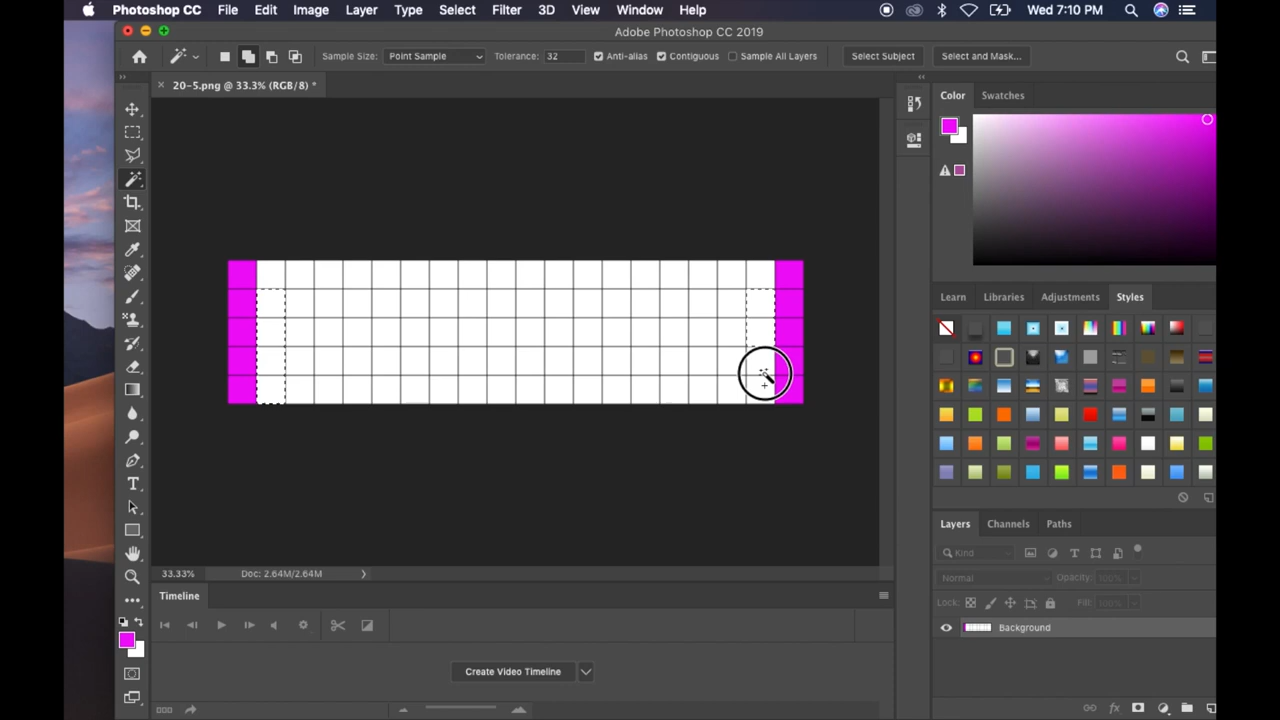 Photoshop CC File Edit Image Layer Type Select Filter 3D View Window Help Wed 7:10 PM
Adobe Photoshop CC 2019
Sample Size: Point Sample Tolerance: 32 Anti-alias Contiguous Sample All Layers Select Subject Select and Mask...
20-5.png @ 33.3% (RGB/8) *
Color Swatches
Learn Libraries Adjustments Styles
Layers Channels Paths
Kind
Normal Opacity: 100%
Lock: Fill: 100%
Background
33.33% Doc: 2.64M/2.64M
Timeline
Create Video Timeline